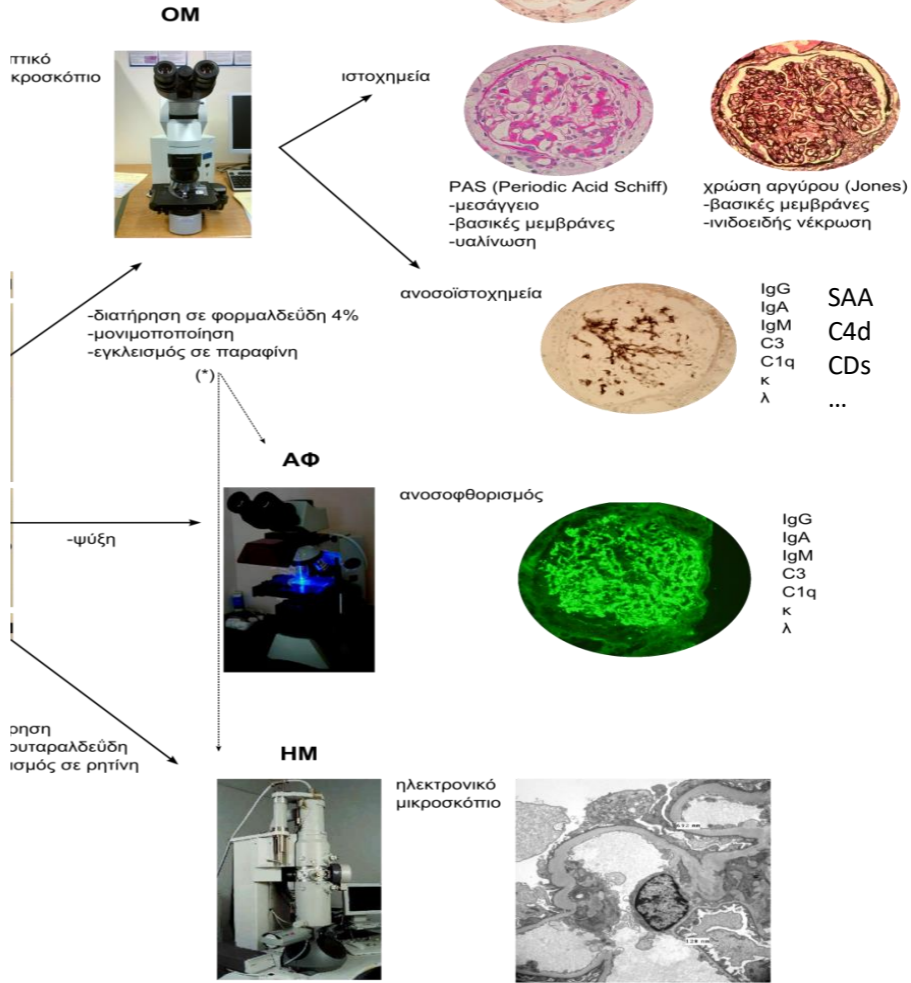 ΟΜ
πτικό
κροσκόπιο
ιστοχημεία
PAS (Periodic Acid Schiff)
-μεσάγγειο
-βασικές μεμβράνες
-υαλίνωση
χρώση αργύρου (Jones)
-βασικές μεμβράνες
-ινιδοειδής νέκρωση
-διατήρηση σε φορμαλδεΰδη 4%
-μονιμοποποίηση
-εγκλεισμός σε παραφίνη
(*)
ανοσοϊστοχημεία
IgG
IgA
IgM
C3
C1q
κ
λ
SAA
C4d
CDs
...
ΑΦ
-ψύξη
ανοσοφθορισμός
IgG
IgA
IgM
C3
C1q
κ
λ
ρηση
ουταραλδεΰδη
ισμός σε ρητίνη
ΗΜ
ηλεκτρονικό
μικροσκόπιο